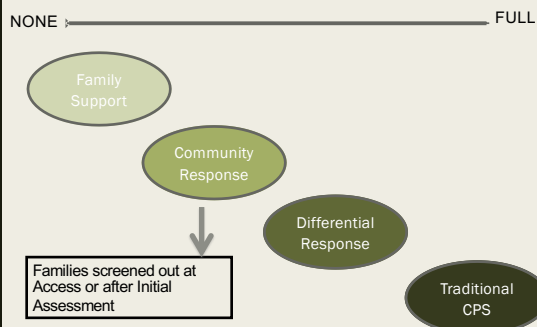 NONE
FULL
Family
Support
Community
Response
Differential
Response
Families screened out at
Access or after Initial
Assessment
Traditional
CPS